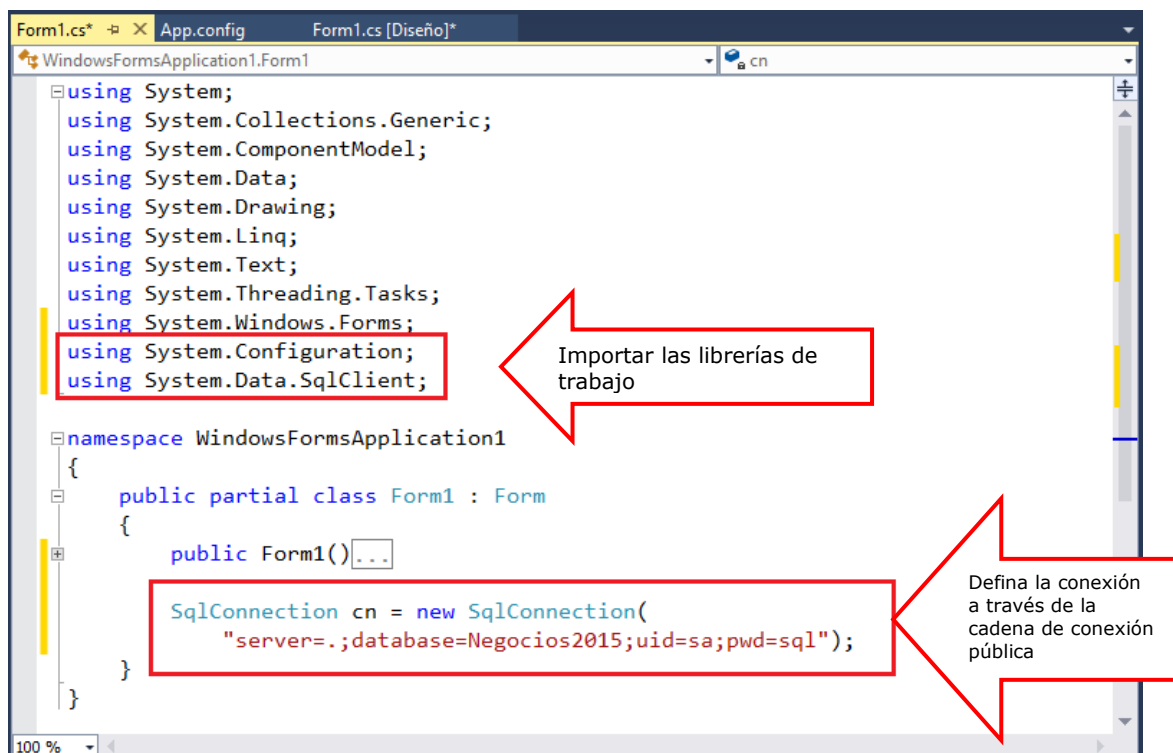 Form1.cs* App.config Form1.cs [Diseño]*
WindowsFormsApplication1.Form1 cn
using System;
using System.Collections.Generic;
using System.ComponentModel;
using System.Data;
using System.Drawing;
using System.Linq;
using System.Text;
using System.Threading.Tasks;
using System.Windows.Forms;
using System.Configuration;
using System.Data.SqlClient;
Importar las librerías de
trabajo
namespace WindowsFormsApplication1
{
public partial class Form1 : Form
{
public Form1()...
SqlConnection cn = new SqlConnection(
"server=.;database=Negocios2015;uid=sa;pwd=sql");
}
}
Defina la conexión
a través de la
cadena de conexión
pública
100 %